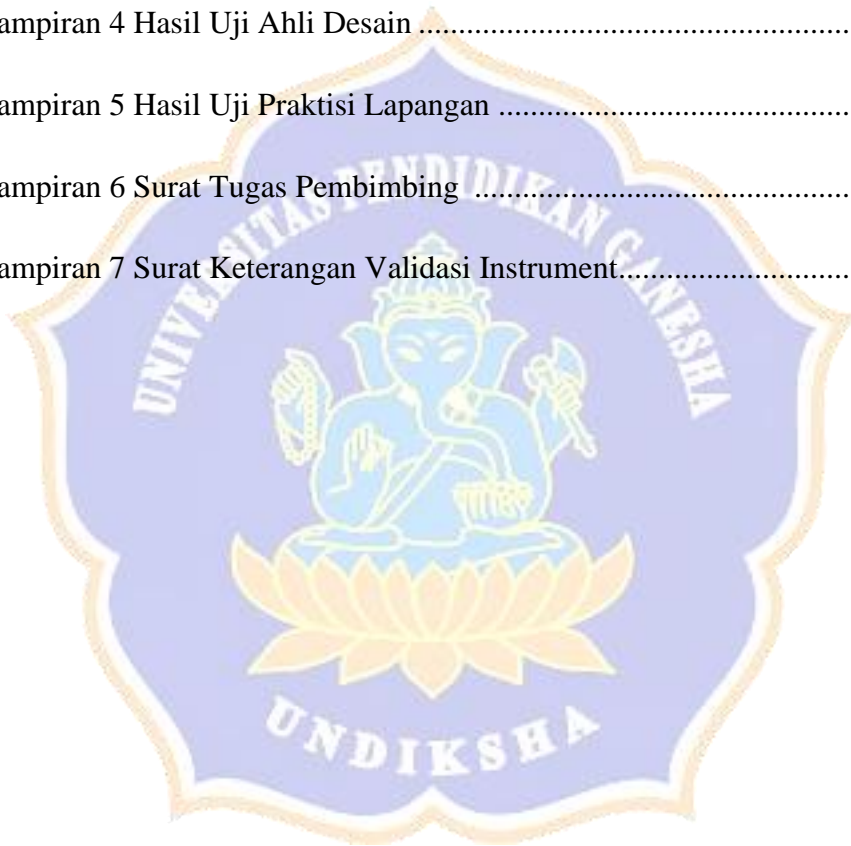 ampiran 4 Hasil Uji Ahli Desain ......................................................
ampiran 5 Hasil Uji Praktisi Lapangan ............................................
ampiran 6 Surat Tugas Pembimbing ...............................................
ampiran 7 Surat Keterangan Validasi Instrument.............................
UNIVERSITAS PENDIDIKAN GANESHA
UNDIKSHA